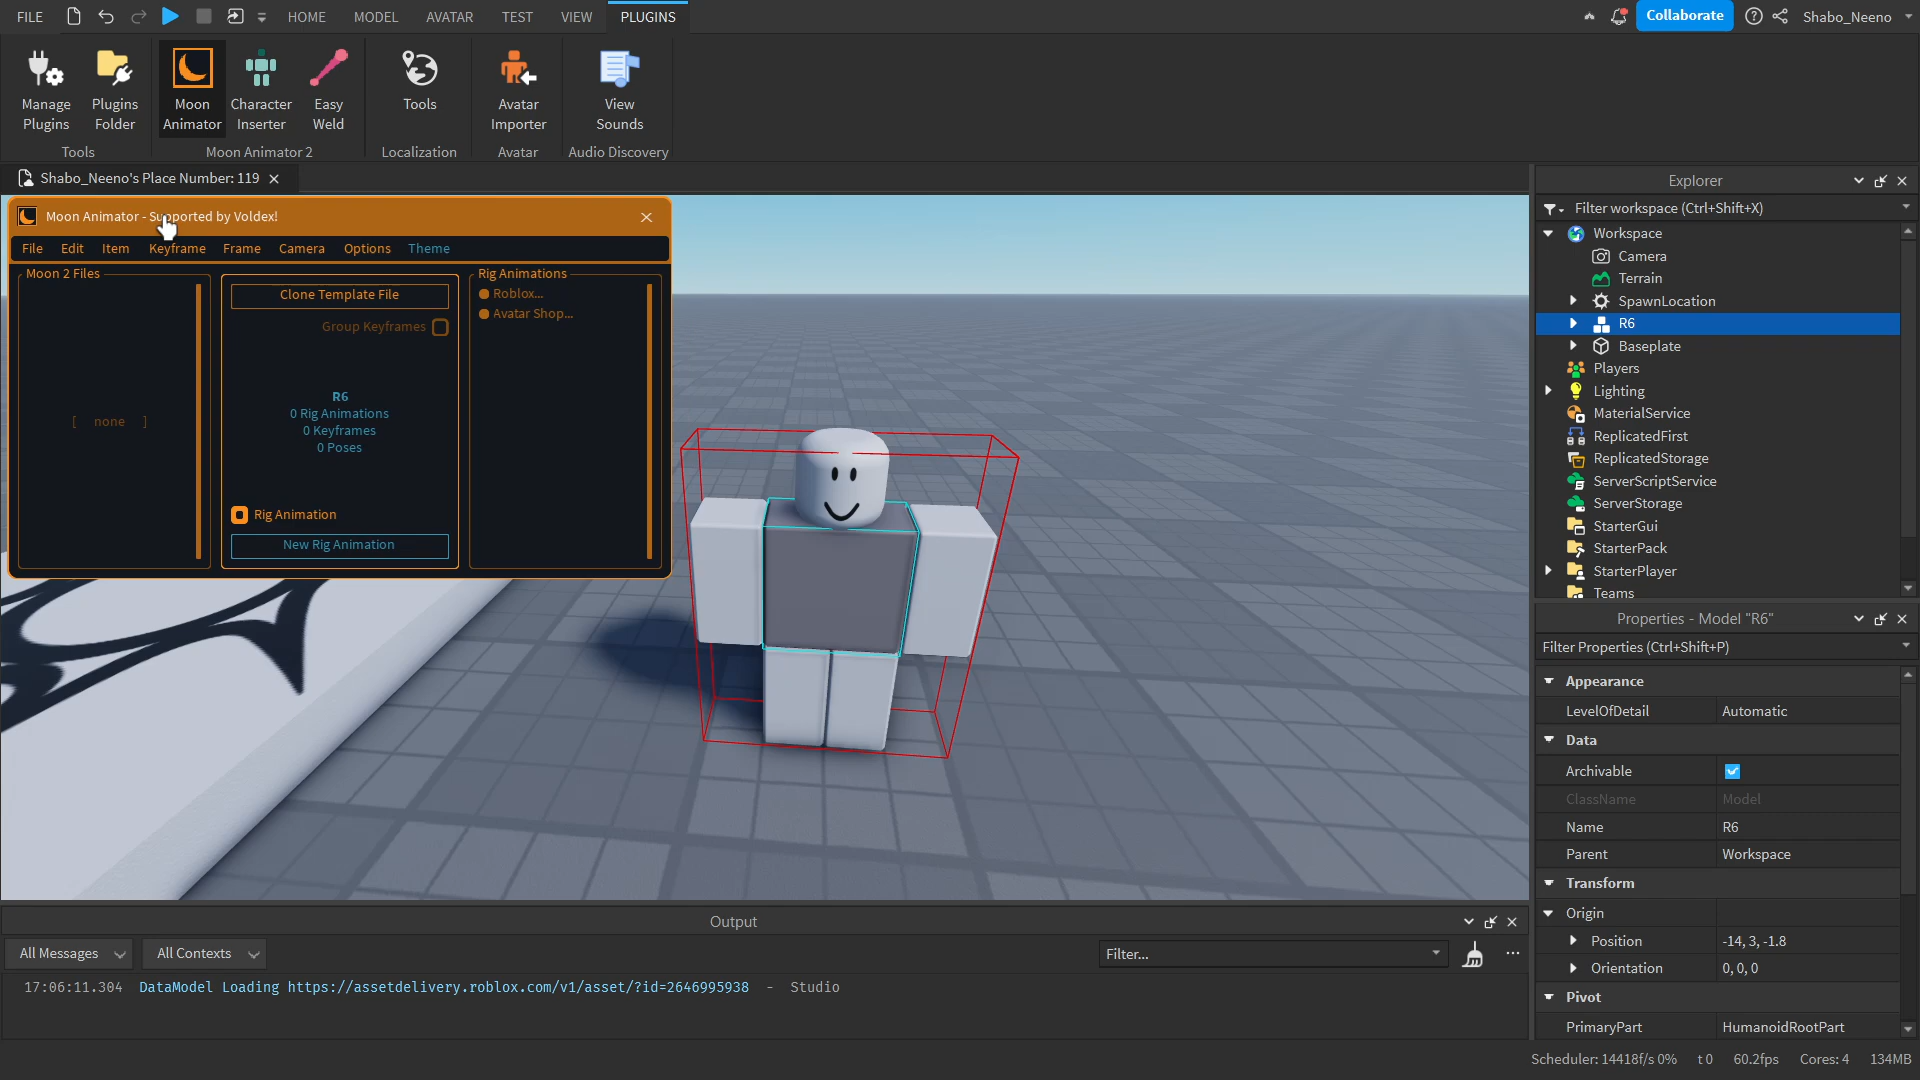 FILE HOME MODEL AVATAR TEST VIEW PLUGINS Collaborate Shabo_Neeno
Manage Plugins
Plugins Folder
Moon Animator
Character Inserter
Easy Weld
Tools
Avatar Importer
View Sounds
Tools Moon Animator 2 Localization Avatar Audio Discovery
Shabo_Neeno's Place Number: 119
Moon Animator - Supported by Voldex!
File Edit Item Keyframe Frame Camera Options Theme
Moon 2 Files
[ none ]
Clone Template File
Group Keyframes
R6
0 Rig Animations
0 Keyframes
0 Poses
Rig Animation
New Rig Animation
Rig Animations
Roblox...
Avatar Shop...
Explorer
Filter workspace (Ctrl+Shift+X)
Workspace
Camera
Terrain
SpawnLocation
R6
Baseplate
Players
Lighting
MaterialService
ReplicatedFirst
ReplicatedStorage
ServerScriptService
ServerStorage
StarterGui
StarterPack
StarterPlayer
Teams
Properties - Model "R6"
Filter Properties (Ctrl+Shift+P)
Appearance
LevelOfDetail Automatic
Data
Archivable
ClassName Model
Name R6
Parent Workspace
Transform
Origin
Position -14, 3, -1.8
Orientation 0, 0, 0
Pivot
PrimaryPart HumanoidRootPart
Output
All Messages All Contexts Filter...
17:06:11.304 DataModel Loading https://assetdelivery.roblox.com/v1/asset/?id=2646995938 - Studio
Scheduler: 14418f/s 0% t 0 60.2fps Cores: 4 134MB